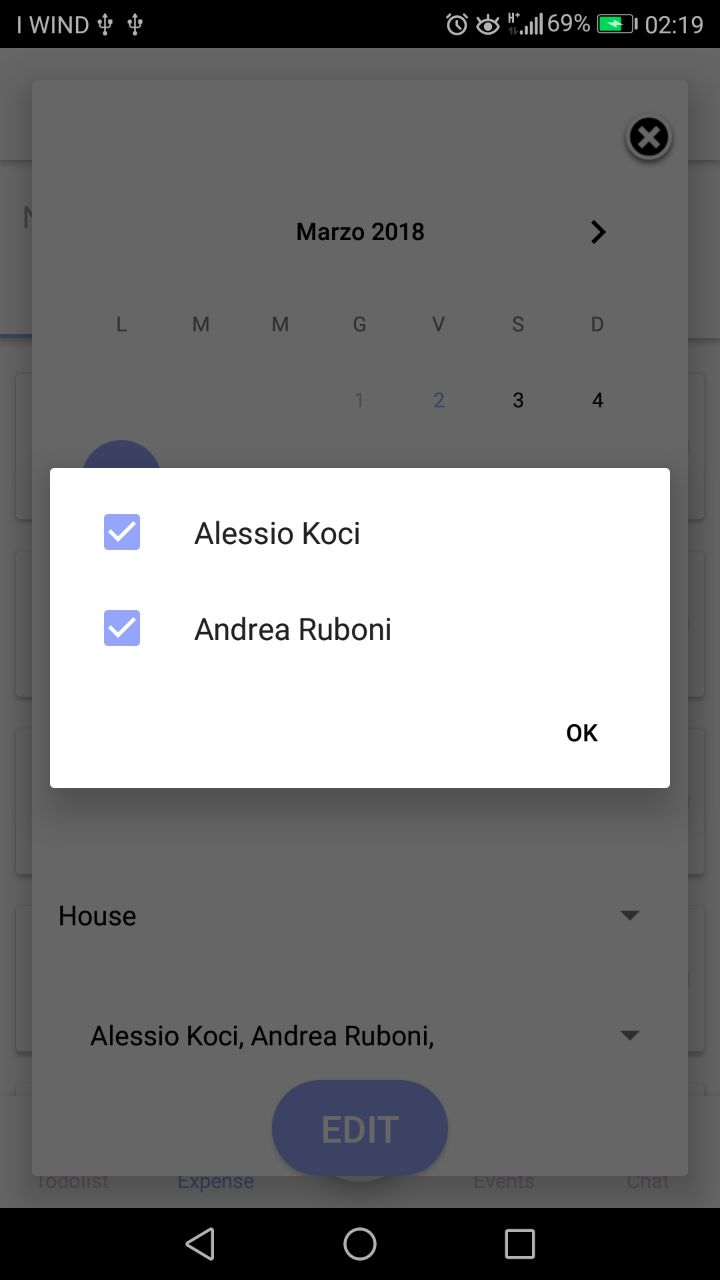 I WIND 69% 02:19
N
Marzo 2018
L M M G V S D
1 2 3 4
Alessio Koci
Andrea Ruboni
OK
House
Alessio Koci, Andrea Ruboni,
EDIT
Todolist Expense Events Chat